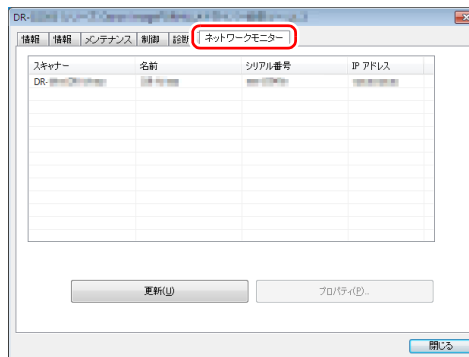 DR-
情報 情報 メンテナンス 制御 診断 ネットワークモニター
スキャナー 名前 シリアル番号 IP アドレス
DR-
更新(U) プロパティ(P)...
閉じる